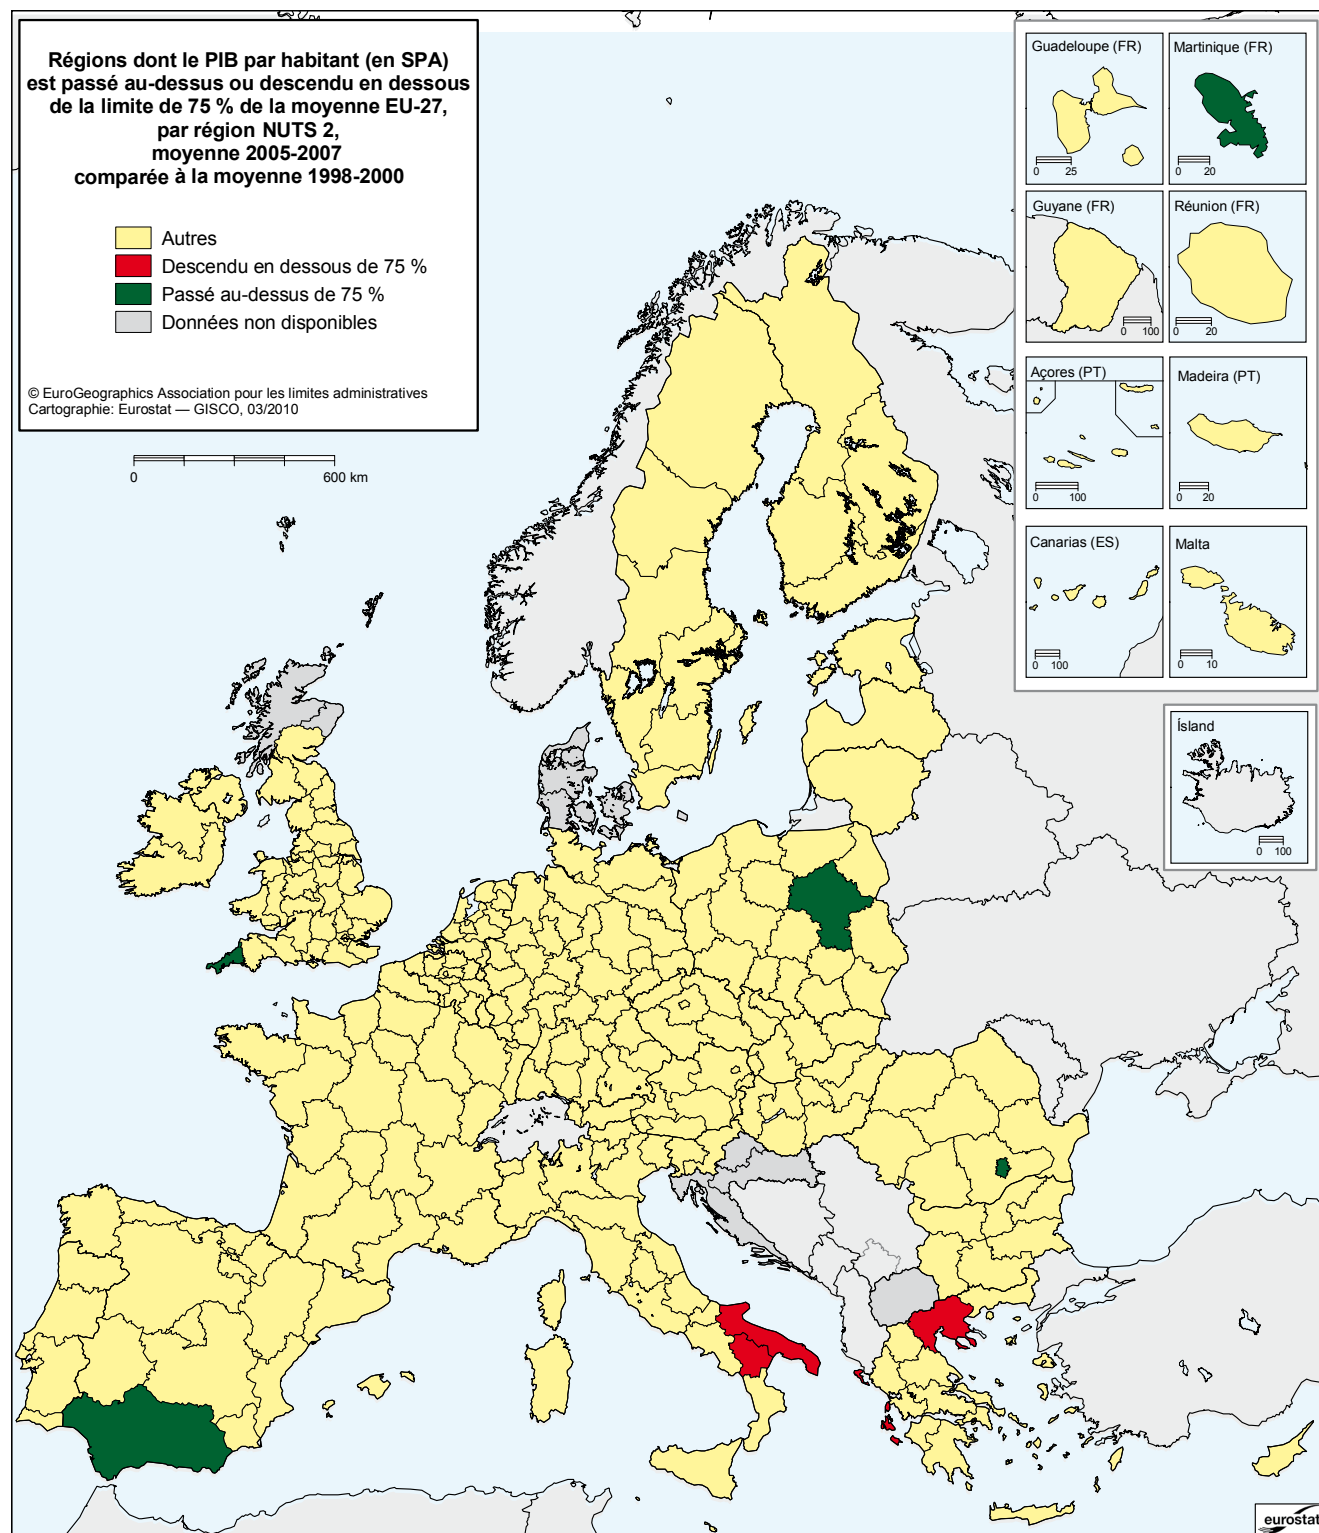 Régions dont le PIB par habitant (en SPA)
est passé au-dessus ou descendu en dessous
de la limite de 75 % de la moyenne EU-27,
par région NUTS 2,
moyenne 2005-2007
comparée à la moyenne 1998-2000
Autres
Descendu en dessous de 75 %
Passé au-dessus de 75 %
Données non disponibles
© EuroGeographics Association pour les limites administratives
Cartographie: Eurostat — GISCO, 03/2010
0 600 km
Guadeloupe (FR)
0 25
Martinique (FR)
0 20
Guyane (FR)
0 100
Réunion (FR)
0 20
Açores (PT)
0 100
Madeira (PT)
0 20
Canarias (ES)
0 100
Malta
0 10
Ísland
0 100
eurostat